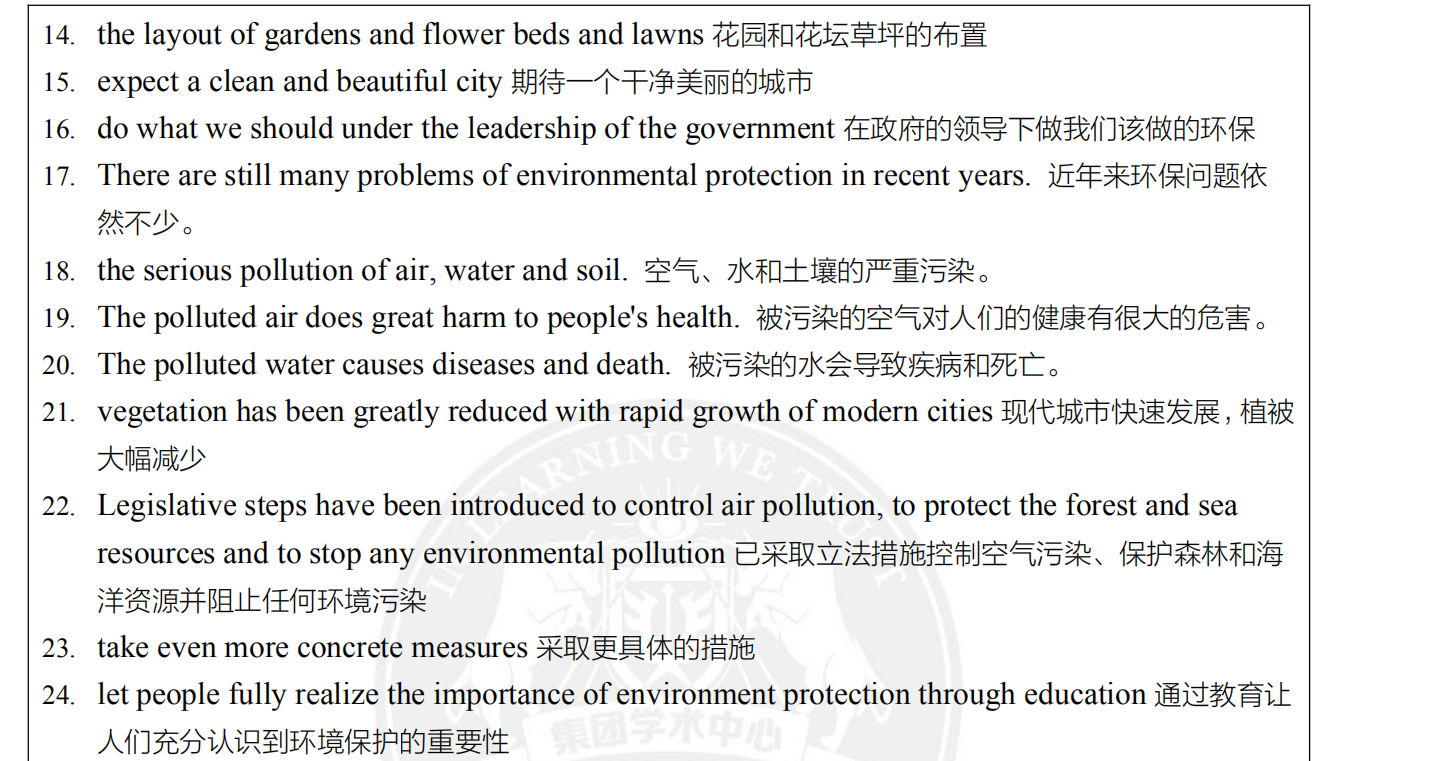 14. the layout of gardens and flower beds and lawns 花园和花坛草坪的布置
15. expect a clean and beautiful city 期待一个干净美丽的城市
16. do what we should under the leadership of the government 在政府的领导下做我们该做的环保
17. There are still many problems of environmental protection in recent years. 近年来环保问题依
然不少。
18. the serious pollution of air, water and soil. 空气、水和土壤的严重污染。
19. The polluted air does great harm to people's health. 被污染的空气对人们的健康有很大的危害。
20. The polluted water causes diseases and death. 被污染的水会导致疾病和死亡。
21. vegetation has been greatly reduced with rapid growth of modern cities 现代城市快速发展,植被
大幅减少
22. Legislative steps have been introduced to control air pollution, to protect the forest and sea
resources and to stop any environmental pollution 已采取立法措施控制空气污染、保护森林和海
洋资源并阻止任何环境污染
23. take even more concrete measures 采取更具体的措施
24. let people fully realize the importance of environment protection through education 通过教育让
人们充分认识到环境保护的重要性
IN LEARNING WE TRUST
集团学术中心